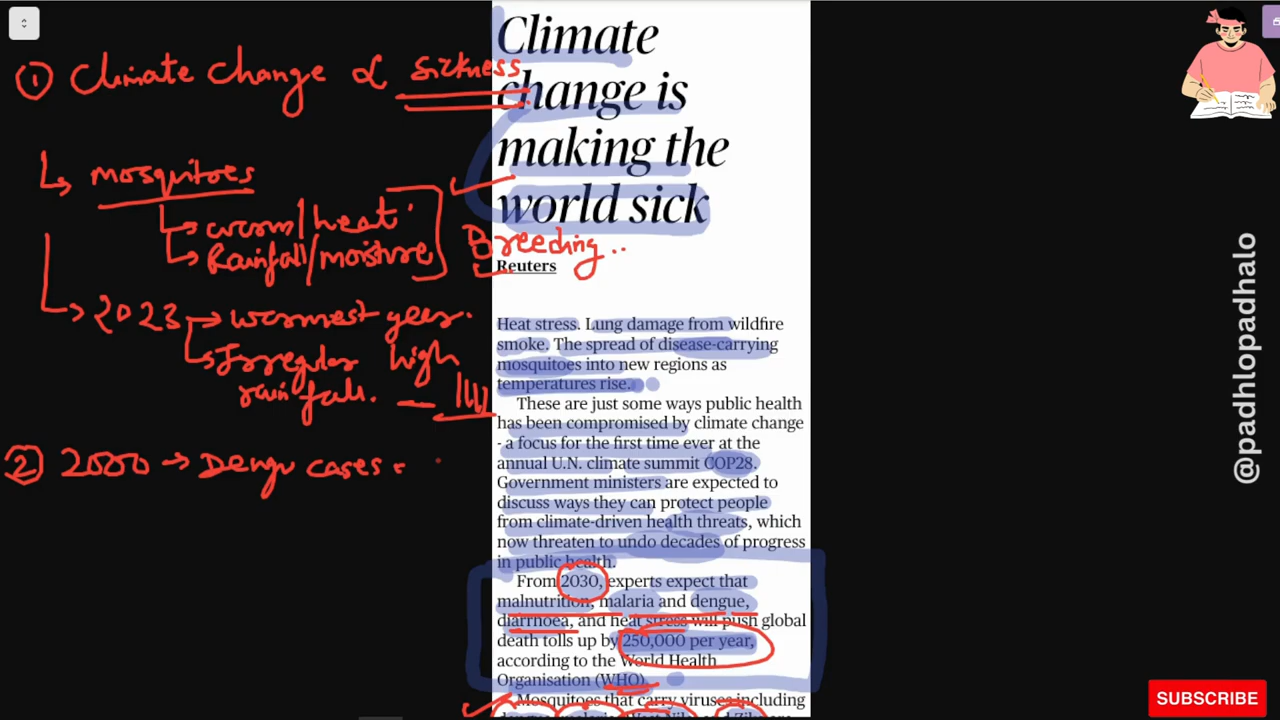 ① Climate Change ∝ Sickness
↳ mosquitoes
↳ warm/heat
↳ Rainfall/moisture
Breeding..
↳ 2023 → warmest year.
↳ Irregular high
rainfall.
② 2000 → Dengu cases
Climate
change is
making the
world sick
Reuters
Heat stress. Lung damage from wildfire
smoke. The spread of disease-carrying
mosquitoes into new regions as
temperatures rise.
These are just some ways public health
has been compromised by climate change
- a focus for the first time ever at the
annual U.N. climate summit COP28.
Government ministers are expected to
discuss ways they can protect people
from climate-driven health threats, which
now threaten to undo decades of progress
in public health.
From 2030, experts expect that
malnutrition, malaria and dengue,
diarrhoea, and heat stress will push global
death tolls up by 250,000 per year,
according to the World Health
Organisation (WHO).
Mosquitoes that carry viruses including
@padhlopadhalo
SUBSCRIBE